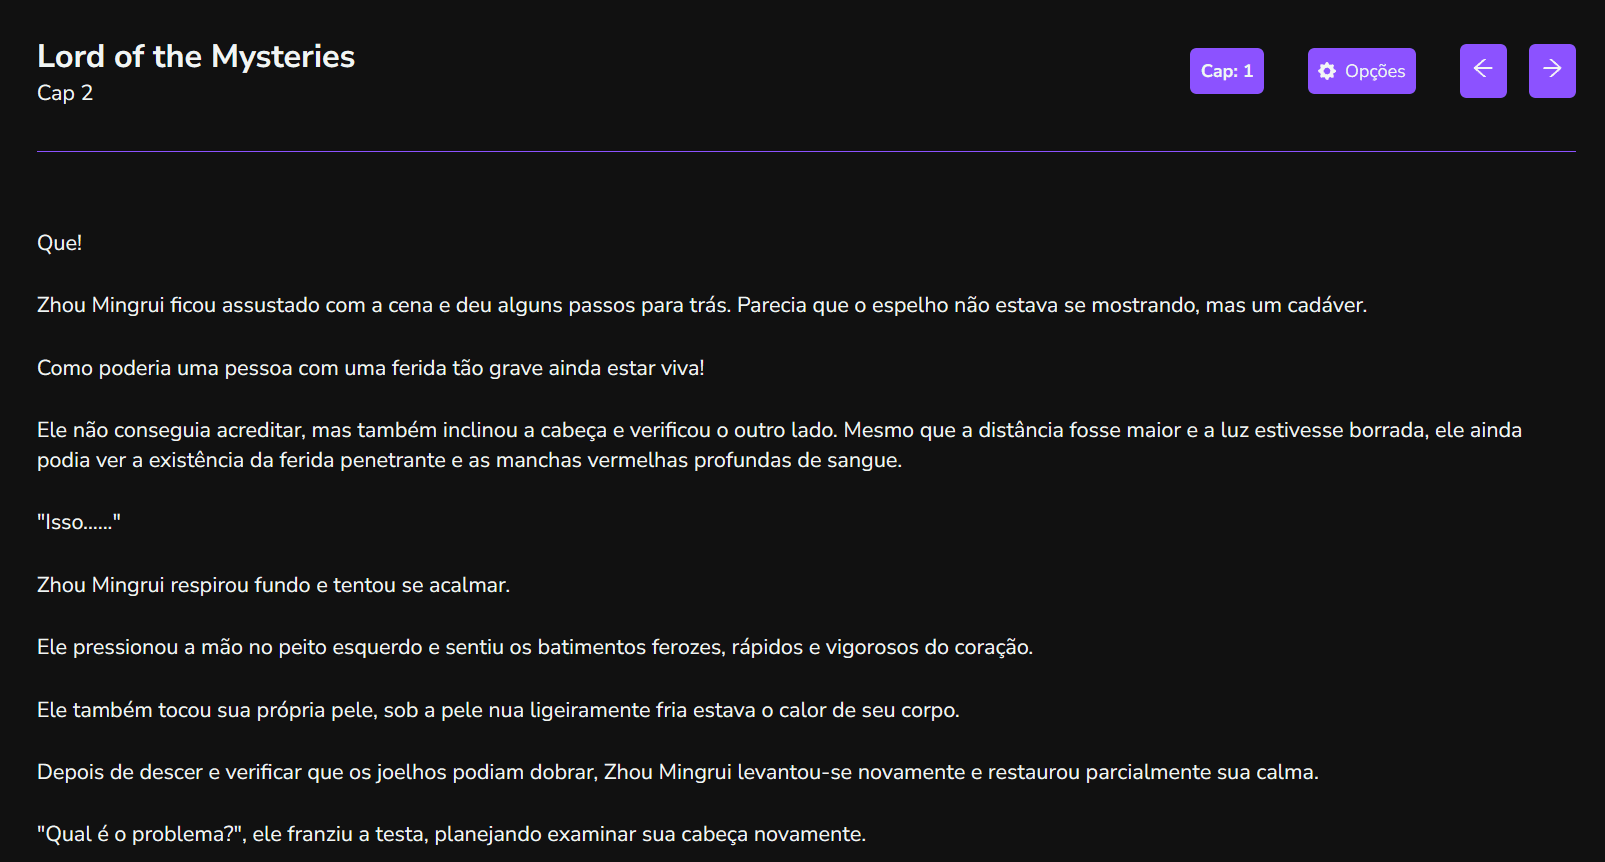 Lord of the Mysteries
Cap 2
Cap: 1
Opções
Que!
Zhou Mingrui ficou assustado com a cena e deu alguns passos para trás. Parecia que o espelho não estava se mostrando, mas um cadáver.
Como poderia uma pessoa com uma ferida tão grave ainda estar viva!
Ele não conseguia acreditar, mas também inclinou a cabeça e verificou o outro lado. Mesmo que a distância fosse maior e a luz estivesse borrada, ele ainda
podia ver a existência da ferida penetrante e as manchas vermelhas profundas de sangue.
"Isso......"
Zhou Mingrui respirou fundo e tentou se acalmar.
Ele pressionou a mão no peito esquerdo e sentiu os batimentos ferozes, rápidos e vigorosos do coração.
Ele também tocou sua própria pele, sob a pele nua ligeiramente fria estava o calor de seu corpo.
Depois de descer e verificar que os joelhos podiam dobrar, Zhou Mingrui levantou-se novamente e restaurou parcialmente sua calma.
"Qual é o problema?", ele franziu a testa, planejando examinar sua cabeça novamente.